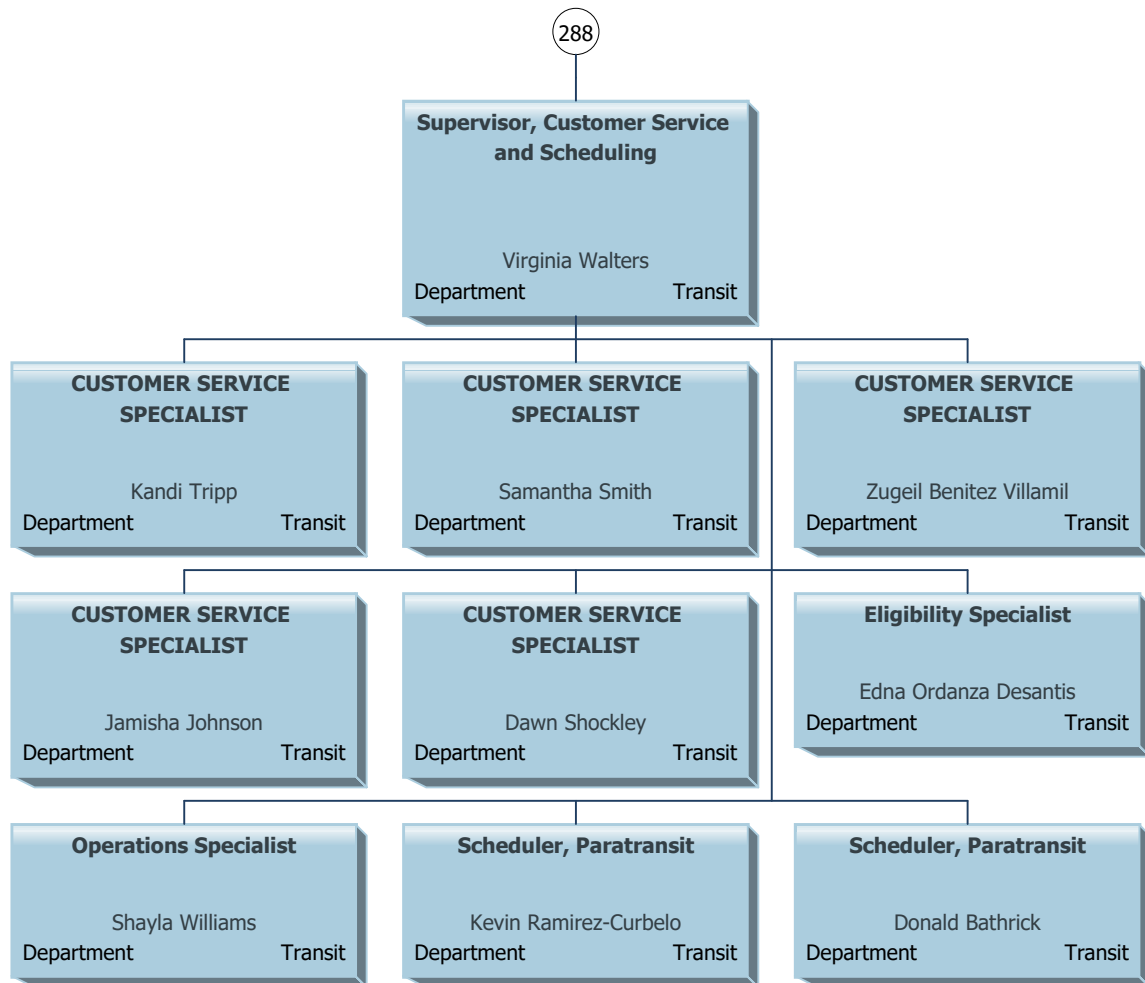 288
Supervisor, Customer Service
and Scheduling
Virginia Walters
Department Transit
CUSTOMER SERVICE
SPECIALIST
Kandi Tripp
Department Transit
CUSTOMER SERVICE
SPECIALIST
Samantha Smith
Department Transit
CUSTOMER SERVICE
SPECIALIST
Zugeil Benitez Villamil
Department Transit
CUSTOMER SERVICE
SPECIALIST
Jamisha Johnson
Department Transit
CUSTOMER SERVICE
SPECIALIST
Dawn Shockley
Department Transit
Eligibility Specialist
Edna Ordanza Desantis
Department Transit
Operations Specialist
Shayla Williams
Department Transit
Scheduler, Paratransit
Kevin Ramirez-Curbelo
Department Transit
Scheduler, Paratransit
Donald Bathrick
Department Transit